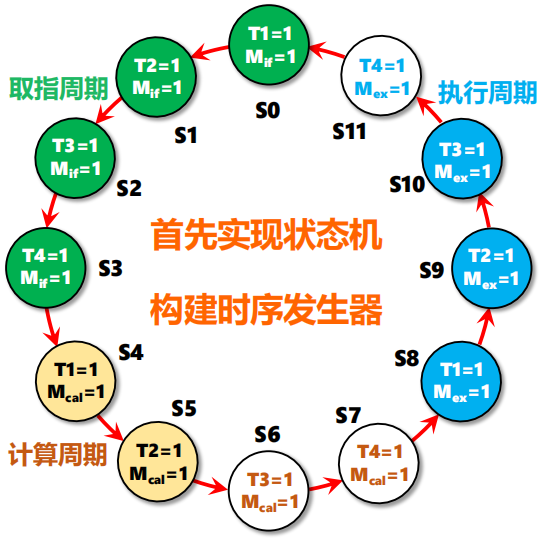 T1=1
Mif=1
S0
T2=1
Mif=1
S1
取指周期
T3=1
Mif=1
S2
T4=1
Mif=1
S3
T1=1
Mcal=1
S4
计算周期
T2=1
Mcal=1
S5
T3=1
Mcal=1
S6
T4=1
Mcal=1
S7
T1=1
Mex=1
S8
T2=1
Mex=1
S9
T3=1
Mex=1
S10
执行周期
T4=1
Mex=1
S11
首先实现状态机
构建时序发生器